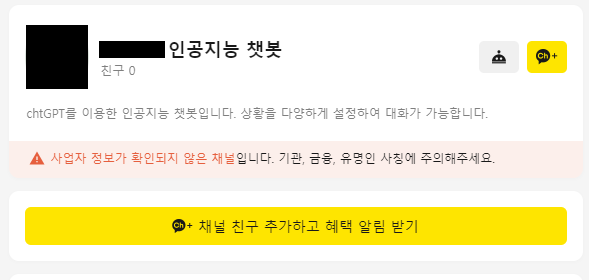 인공지능 챗봇
친구 0
Ch+
chtGPT를 이용한 인공지능 챗봇입니다. 상황을 다양하게 설정하여 대화가 가능합니다.
사업자 정보가 확인되지 않은 채널입니다. 기관, 금융, 유명인 사칭에 주의해주세요.
Ch+ 채널 친구 추가하고 혜택 알림 받기